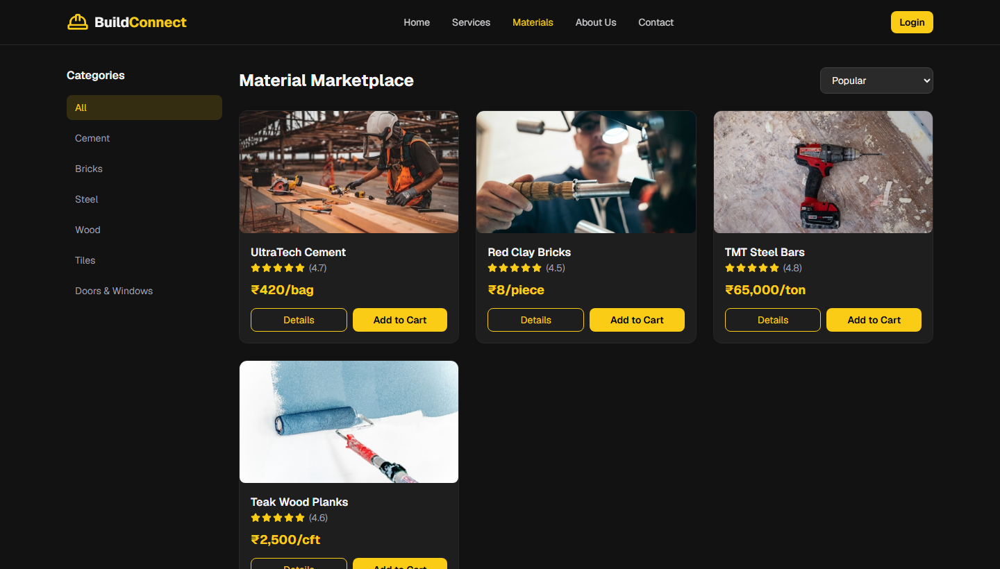 BuildConnect
Home Services Materials About Us Contact
Login
Categories
All
Cement
Bricks
Steel
Wood
Tiles
Doors & Windows
Material Marketplace
Popular
UltraTech Cement
(4.7)
₹420/bag
Details Add to Cart
Red Clay Bricks
(4.5)
₹8/piece
Details Add to Cart
TMT Steel Bars
(4.8)
₹65,000/ton
Details Add to Cart
Teak Wood Planks
(4.6)
₹2,500/cft
Details Add to Cart